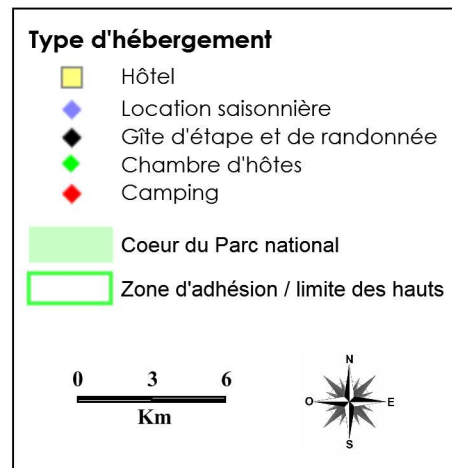 Type d'hébergement
Hôtel
Location saisonnière
Gîte d'étape et de randonnée
Chambre d'hôtes
Camping
Coeur du Parc national
Zone d'adhésion / limite des hauts
0 3 6
Km
N
O E
S